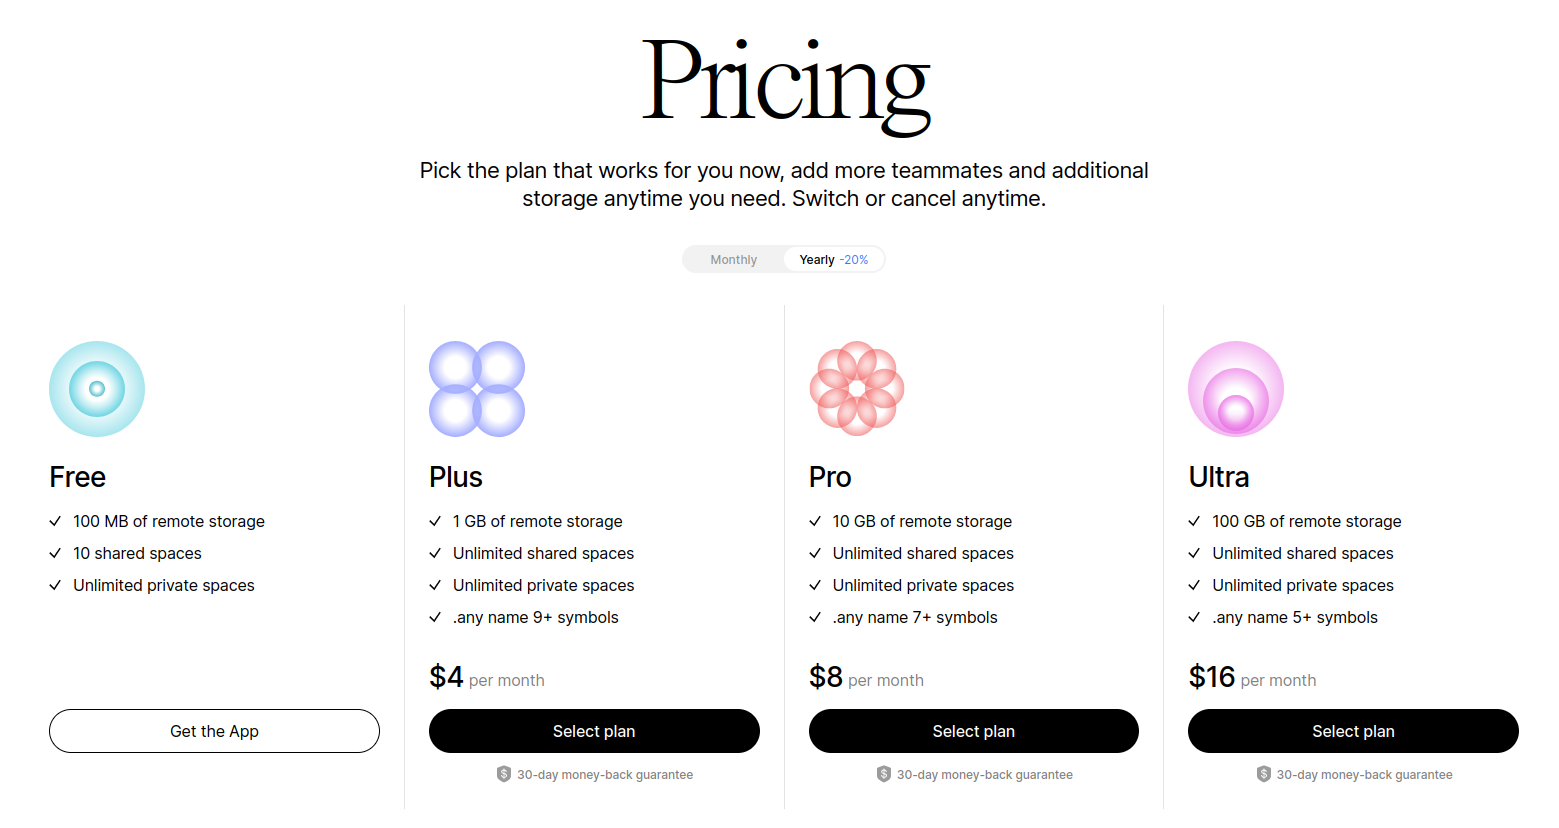 Pricing
Pick the plan that works for you now, add more teammates and additional
storage anytime you need. Switch or cancel anytime.
Monthly
Yearly -20%
Free
100 MB of remote storage
10 shared spaces
Unlimited private spaces
Get the App
Plus
1 GB of remote storage
Unlimited shared spaces
Unlimited private spaces
.any name 9+ symbols
$4 per month
Select plan
$ 30-day money-back guarantee
Pro
10 GB of remote storage
Unlimited shared spaces
Unlimited private spaces
.any name 7+ symbols
$8 per month
Select plan
$ 30-day money-back guarantee
Ultra
100 GB of remote storage
Unlimited shared spaces
Unlimited private spaces
.any name 5+ symbols
$16 per month
Select plan
$ 30-day money-back guarantee